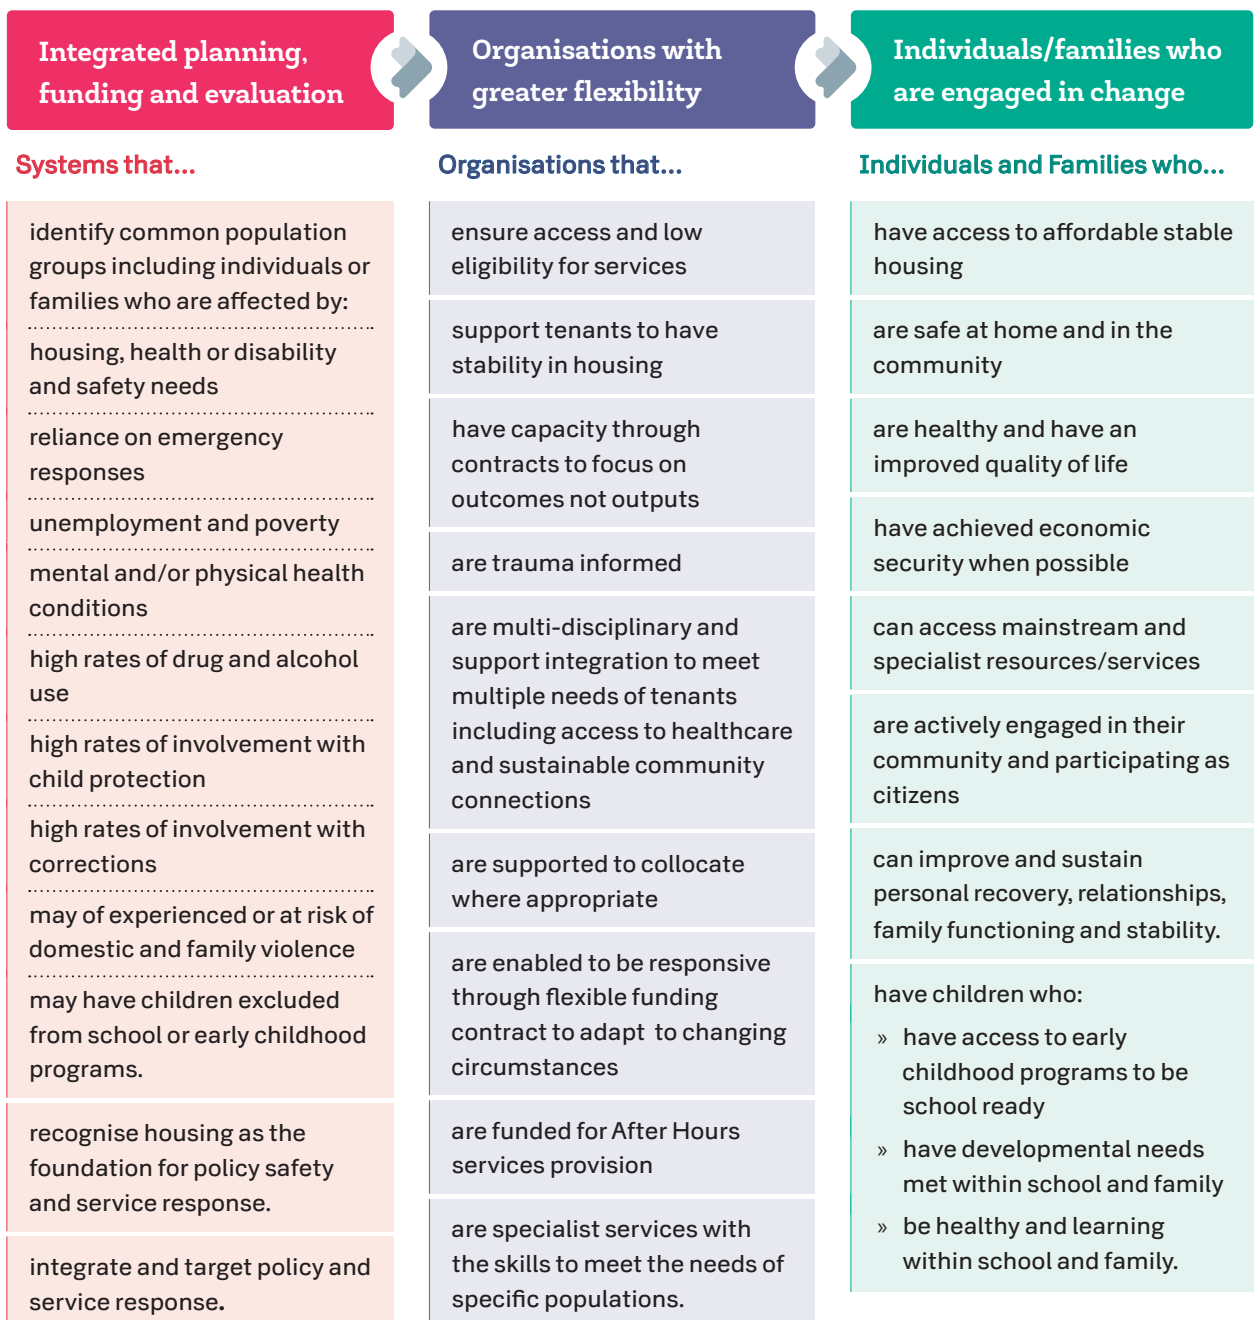 Integrated planning,
funding and evaluation
Systems that...
identify common population
groups including individuals or
families who are affected by:
housing, health or disability
and safety needs
reliance on emergency
responses
unemployment and poverty
mental and/or physical health
conditions
high rates of drug and alcohol
use
high rates of involvement with
child protection
high rates of involvement with
corrections
may of experienced or at risk of
domestic and family violence
may have children excluded
from school or early childhood
programs.
recognise housing as the
foundation for policy safety
and service response.
integrate and target policy and
service response.
Organisations with
greater flexibility
Organisations that...
ensure access and low
eligibility for services
support tenants to have
stability in housing
have capacity through
contracts to focus on
outcomes not outputs
are trauma informed
are multi-disciplinary and
support integration to meet
multiple needs of tenants
including access to healthcare
and sustainable community
connections
are supported to collocate
where appropriate
are enabled to be responsive
through flexible funding
contract to adapt to changing
circumstances
are funded for After Hours
services provision
are specialist services with
the skills to meet the needs of
specific populations.
Individuals/families who
are engaged in change
Individuals and Families who...
have access to affordable stable
housing
are safe at home and in the
community
are healthy and have an
improved quality of life
have achieved economic
security when possible
can access mainstream and
specialist resources/services
are actively engaged in their
community and participating as
citizens
can improve and sustain
personal recovery, relationships,
family functioning and stability.
have children who:
» have access to early
childhood programs to be
school ready
» have developmental needs
met within school and family
» be healthy and learning
within school and family.